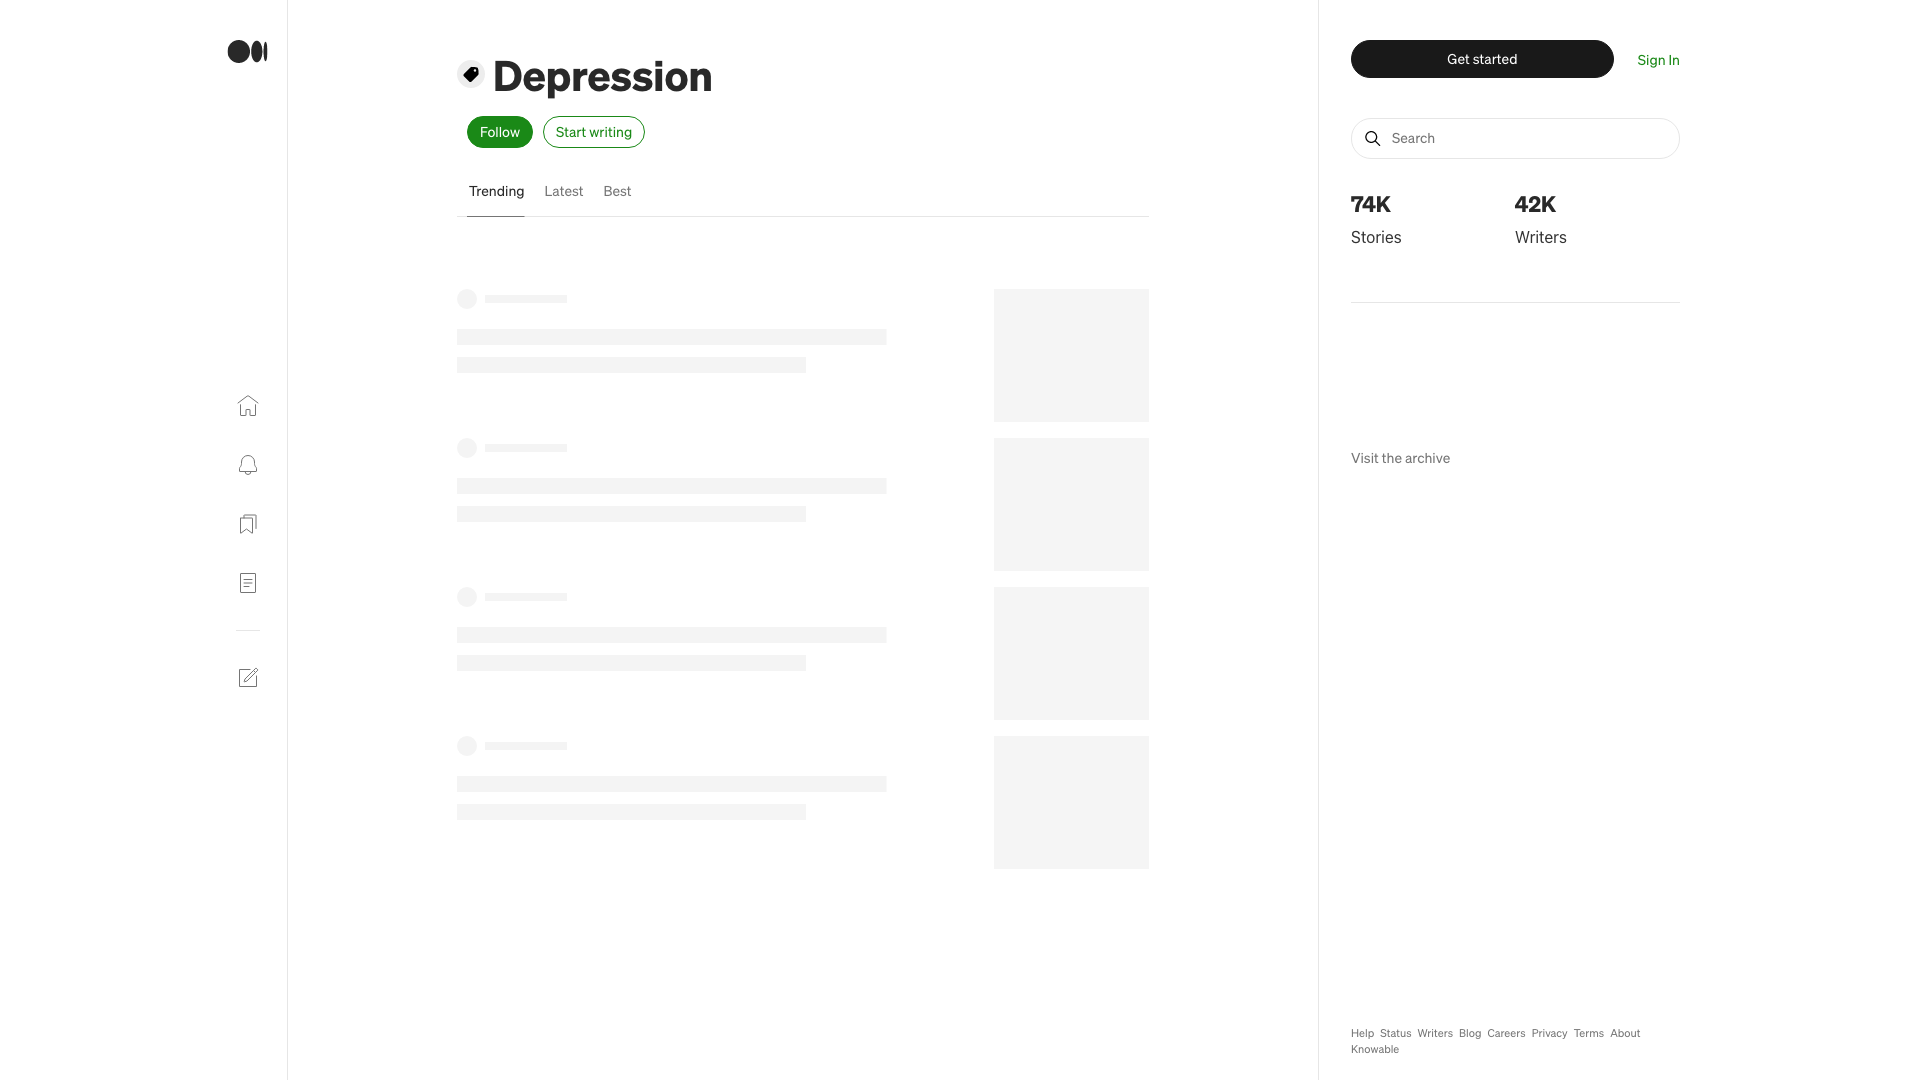 Depression
Follow
Start writing
Trending
Latest
Best
Get started
Sign In
Search
74K
Stories
42K
Writers
Visit the archive
Help Status Writers Blog Careers Privacy Terms About
Knowable